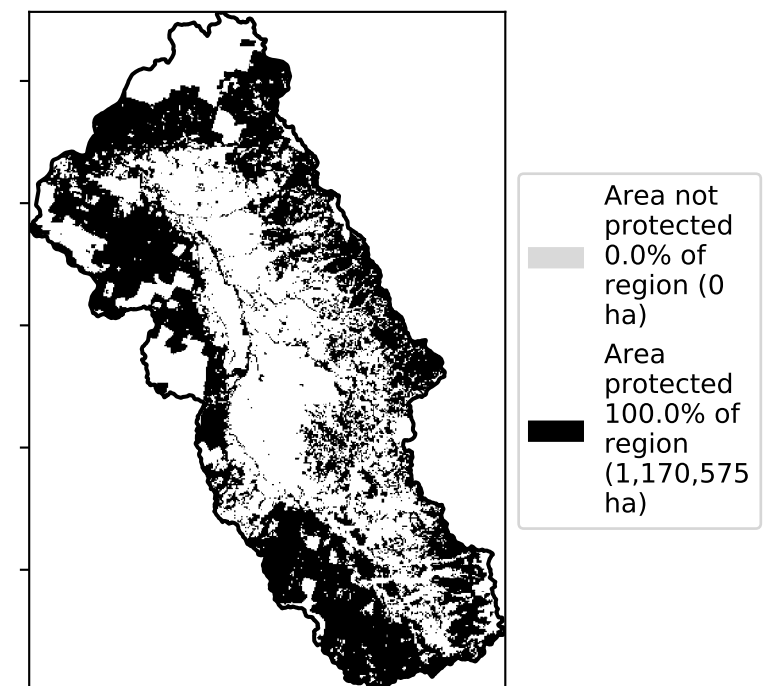 Area not
protected
0.0% of
region (0
ha)
Area
protected
100.0% of
region
(1,170,575
ha)